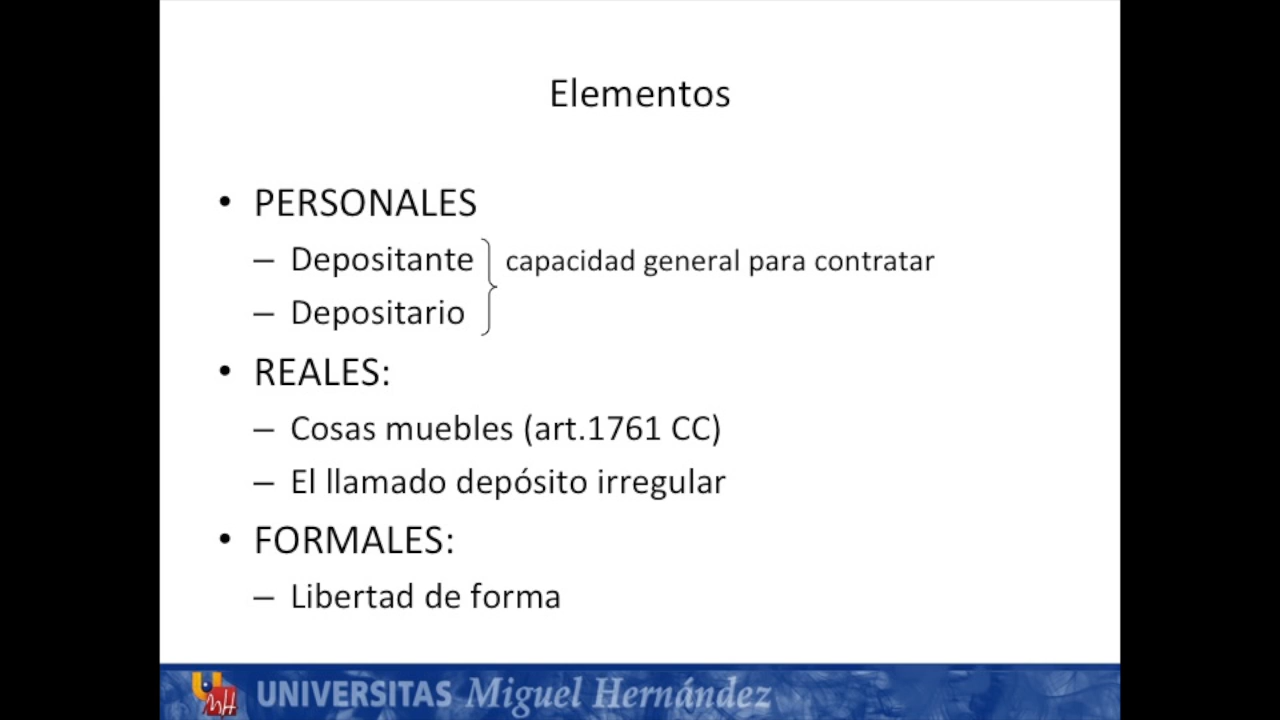 Elementos
• PERSONALES
– Depositante capacidad general para contratar
– Depositario
• REALES:
– Cosas muebles (art.1761 CC)
– El llamado depósito irregular
• FORMALES:
– Libertad de forma
UNIVERSITAS Miguel Hernández